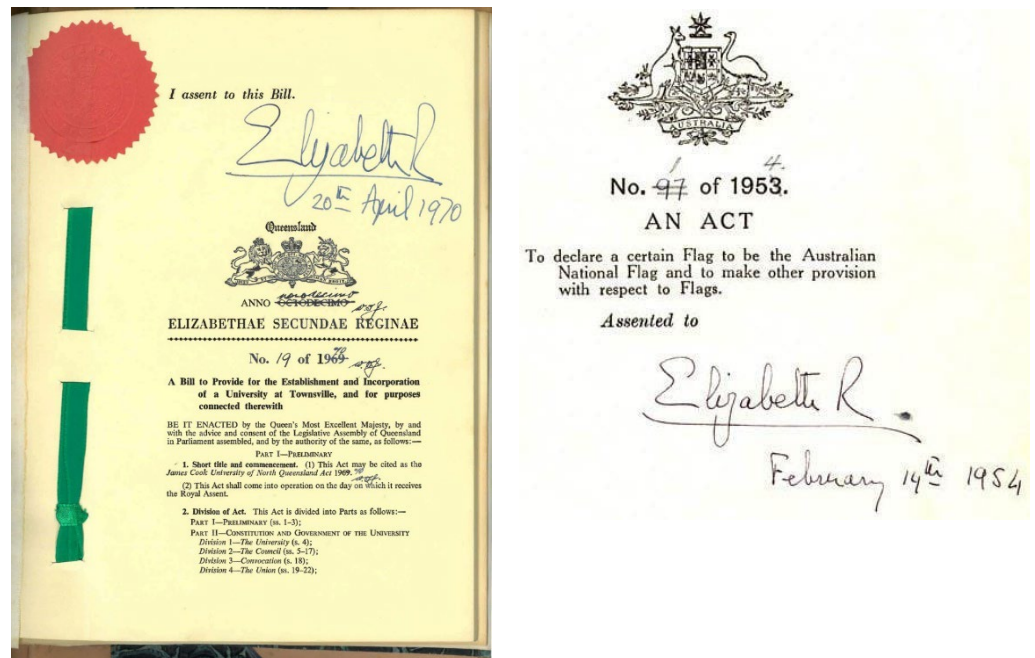 I assent to this Bill.
Elizabeth R
20th April 1970
Queensland
nonodecimo
ANNO OCTODECIMO
ELIZABETHAE SECUNDAE REGINAE
No. 19 of 1969 70
A Bill to Provide for the Establishment and Incorporation
of a University at Townsville, and for purposes
connected therewith
BE IT ENACTED by the Queen's Most Excellent Majesty, by and
with the advice and consent of the Legislative Assembly of Queensland
in Parliament assembled, and by the authority of the same, as follows:—
PART I—PRELIMINARY
1. Short title and commencement. (1) This Act may be cited as the
James Cook University of North Queensland Act 1969.
(2) This Act shall come into operation on the day on which it receives
the Royal Assent.
2. Division of Act. This Act is divided into Parts as follows:—
PART I—PRELIMINARY (ss. 1–3);
PART II—CONSTITUTION AND GOVERNMENT OF THE UNIVERSITY
Division 1—The University (s. 4);
Division 2—The Council (ss. 5–17);
Division 3—Convocation (s. 18);
Division 4—The Union (ss. 19–22);
AUSTRALIA
1 4.
No. 97 of 1953.
AN ACT
To declare a certain Flag to be the Australian
National Flag and to make other provision
with respect to Flags.
Assented to
Elizabeth R.
February 14th 1954